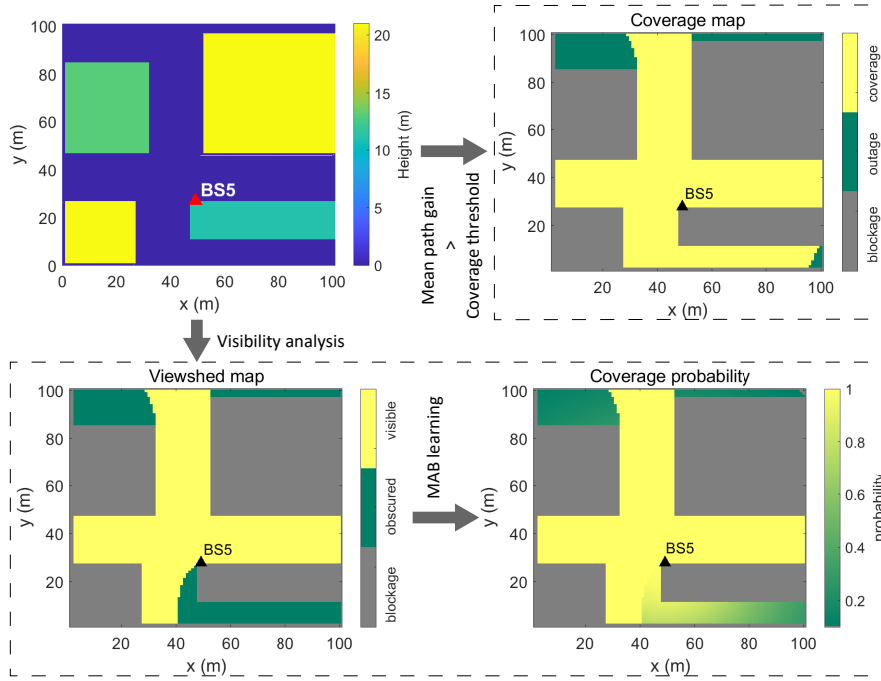 Coverage map
100
80
60
40
20
0
y (m)
0
20
40
60
80
100
x (m)
BS5
20
15
10
5
0
Height (m)
Mean path gain
>
Coverage threshold
100
80
60
40
20
y (m)
20
40
60
80
100
x (m)
BS5
coverage
outage
blockage
Visibility analysis
Viewshed map
100
80
60
40
20
y (m)
20
40
60
80
100
x (m)
BS5
visible
obscured
blockage
MAB learning
Coverage probability
100
80
60
40
20
y (m)
20
40
60
80
100
x (m)
BS5
1
0.8
0.6
0.4
0.2
probability